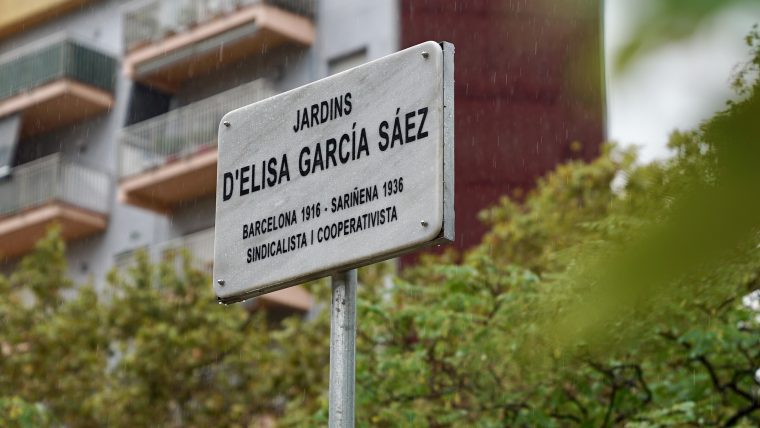 JARDINS
D'ELISA GARCÍA SÁEZ
BARCELONA 1916 - SARIÑENA 1936
SINDICALISTA I COOPERATIVISTA